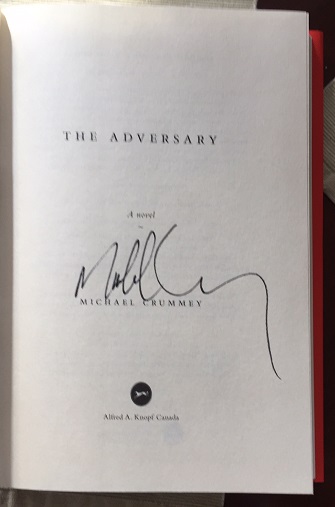 THE ADVERSARY
A novel
MICHAEL CRUMMEY
Alfred A. Knopf Canada